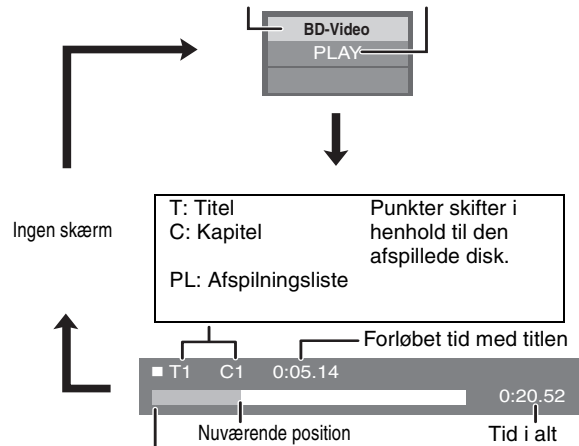 BD-Video
PLAY
Ingen skærm
T: Titel
C: Kapitel
PL: Afspilningsliste
Punkter skifter i
henhold til den
afspillede disk.
Forløbet tid med titlen
T1 C1 0:05.14
0:20.52
Nuværende position
Tid i alt